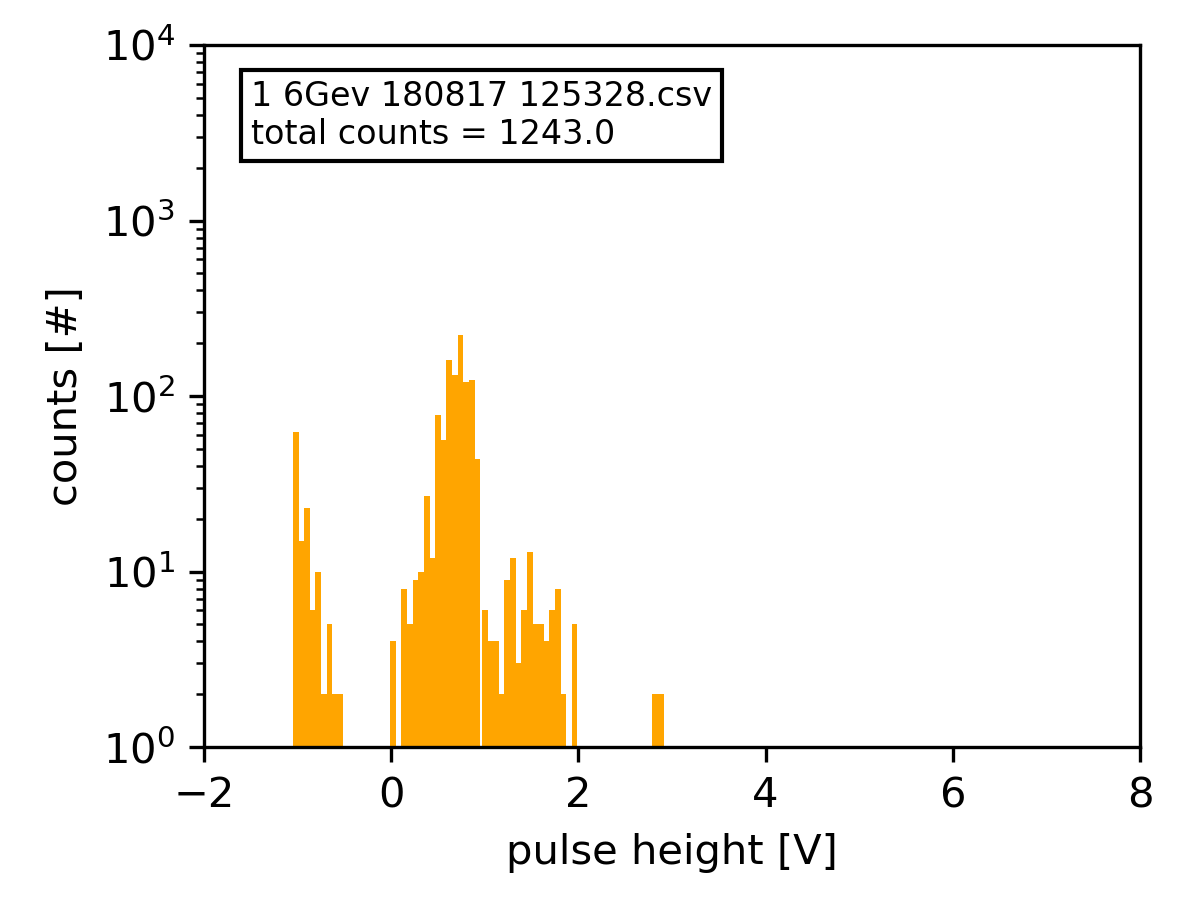 1 6Gev 180817 125328.csv
total counts = 1243.0
10⁴
10³
10²
10¹
10⁰
counts [#]
−2 0 2 4 6 8
pulse height [V]